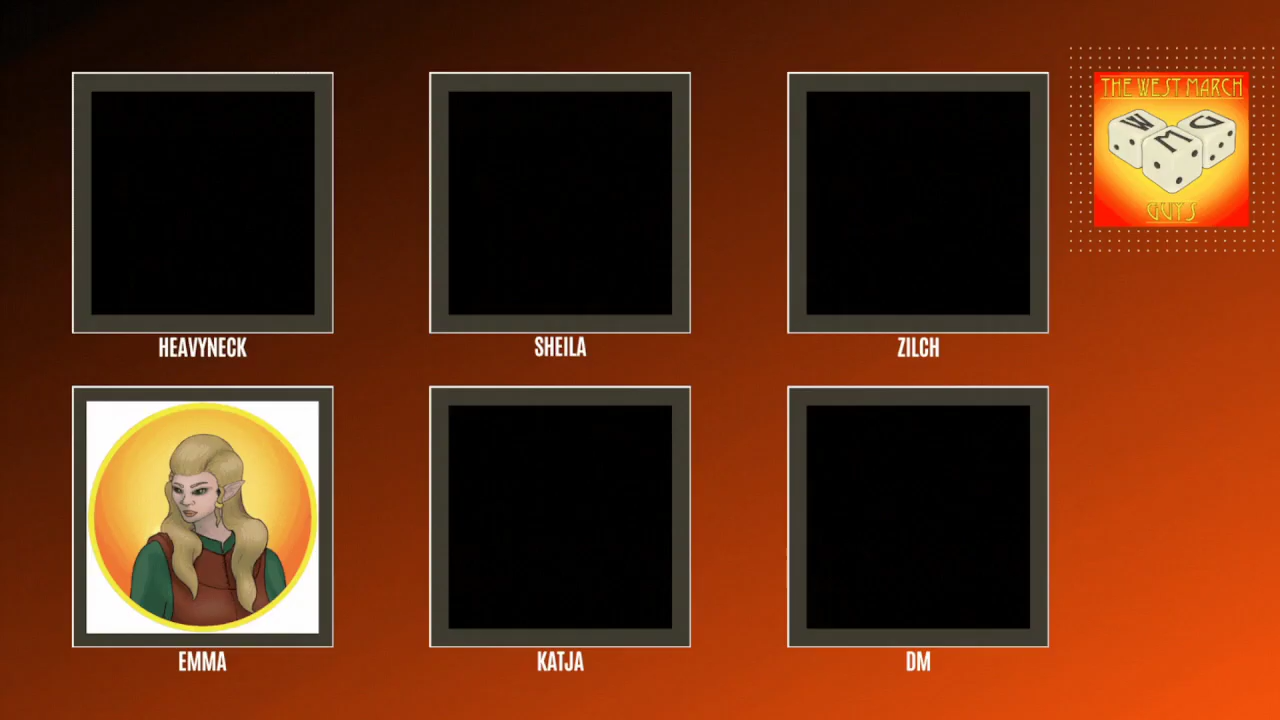 THE WEST MARCH
W M G
GUYS
HEAVYNECK
SHEILA
ZILCH
EMMA
KATJA
DM